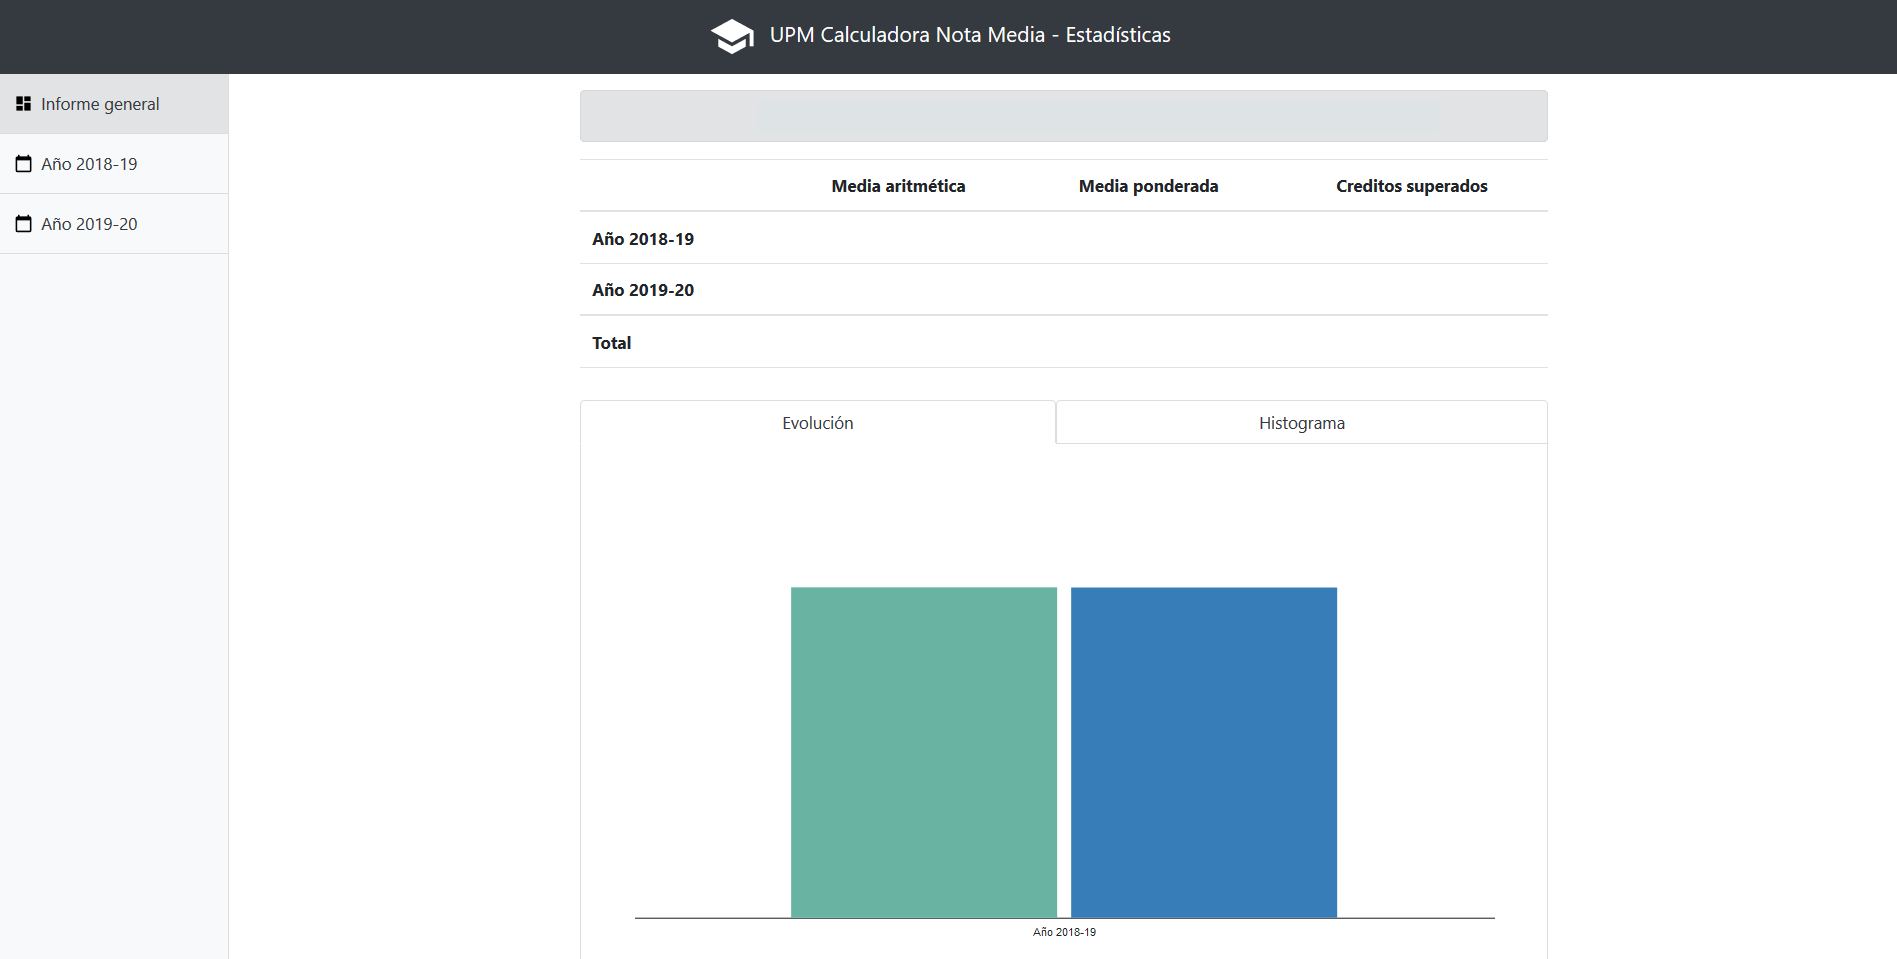 UPM Calculadora Nota Media - Estadísticas
Informe general
Año 2018-19
Año 2019-20
Media aritmética Media ponderada Creditos superados
Año 2018-19
Año 2019-20
Total
Evolución Histograma
Año 2018-19